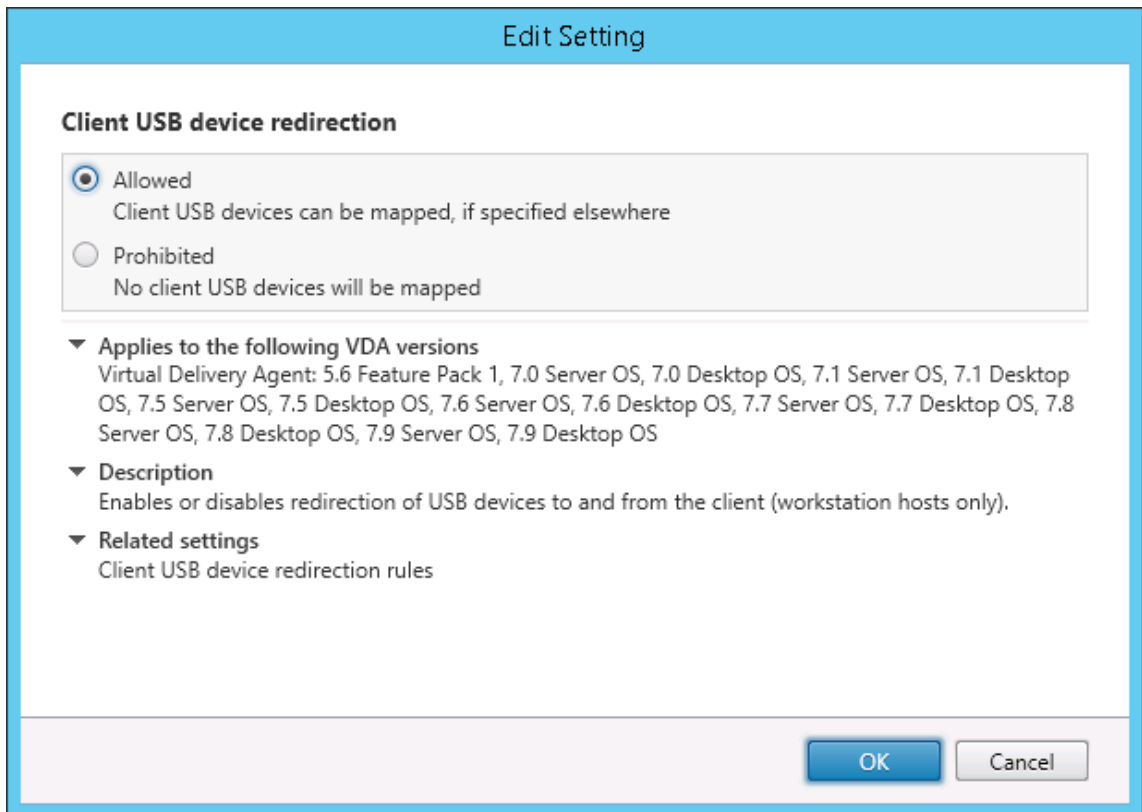 Edit Setting
Client USB device redirection
Allowed
Client USB devices can be mapped, if specified elsewhere
Prohibited
No client USB devices will be mapped
Applies to the following VDA versions
Virtual Delivery Agent: 5.6 Feature Pack 1, 7.0 Server OS, 7.0 Desktop OS, 7.1 Server OS, 7.1 Desktop
OS, 7.5 Server OS, 7.5 Desktop OS, 7.6 Server OS, 7.6 Desktop OS, 7.7 Server OS, 7.7 Desktop OS, 7.8
Server OS, 7.8 Desktop OS, 7.9 Server OS, 7.9 Desktop OS
Description
Enables or disables redirection of USB devices to and from the client (workstation hosts only).
Related settings
Client USB device redirection rules
OK Cancel